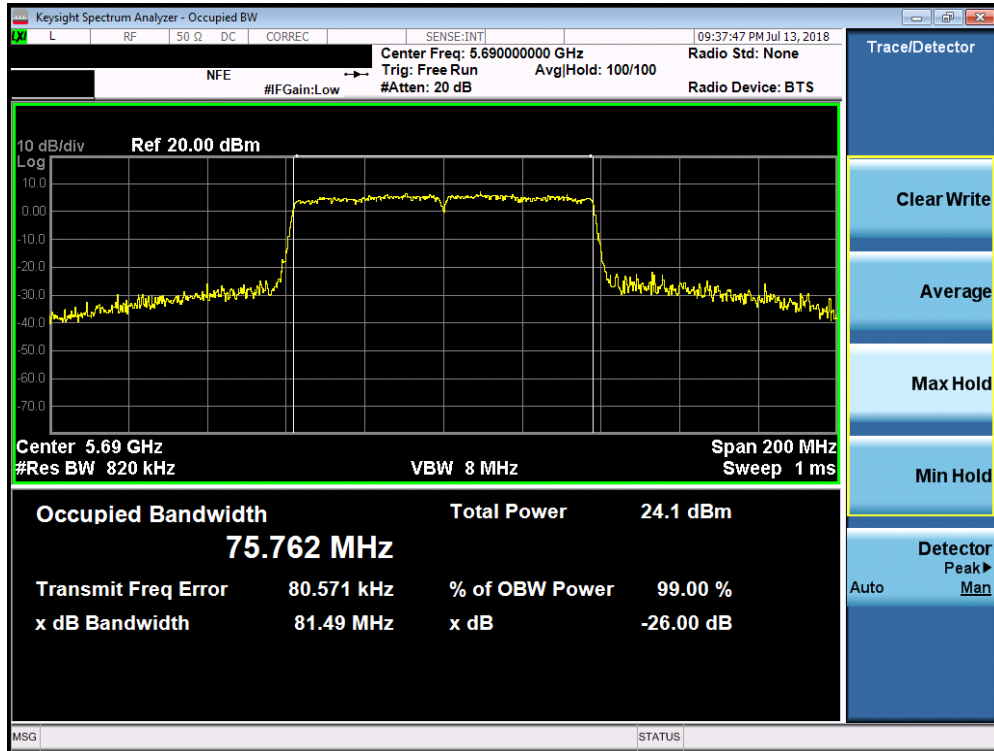 Keysight Spectrum Analyzer - Occupied BW
LXI L RF 50 Ω DC CORREC SENSE:INT 09:37:47 PM Jul 13, 2018
Center Freq: 5.690000000 GHz Radio Std: None
NFE Trig: Free Run Avg|Hold: 100/100
#IFGain:Low #Atten: 20 dB Radio Device: BTS
10 dB/div Ref 20.00 dBm
Log
10.0
0.00
-10.0
-20.0
-30.0
-40.0
-50.0
-60.0
-70.0
Center 5.69 GHz Span 200 MHz
#Res BW 820 kHz VBW 8 MHz Sweep 1 ms
Occupied Bandwidth Total Power 24.1 dBm
75.762 MHz
Transmit Freq Error 80.571 kHz % of OBW Power 99.00 %
x dB Bandwidth 81.49 MHz x dB -26.00 dB
MSG STATUS
Trace/Detector
Clear Write
Average
Max Hold
Min Hold
Detector
Peak▶
Auto Man